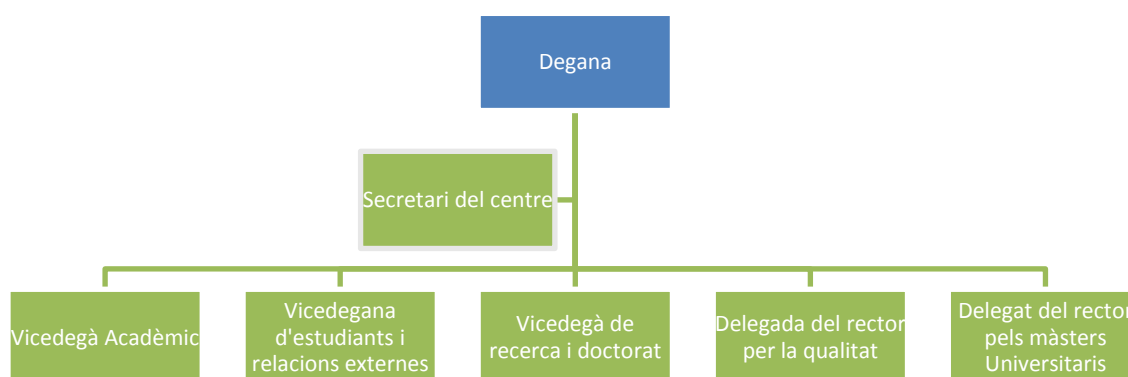 Degana
Secretari del centre
Vicedegà Acadèmic
Vicedegana
d'estudiants i
relacions externes
Vicedegà de
recerca i doctorat
Delegada del rector
per la qualitat
Delegat del rector
pels màsters
Universitaris